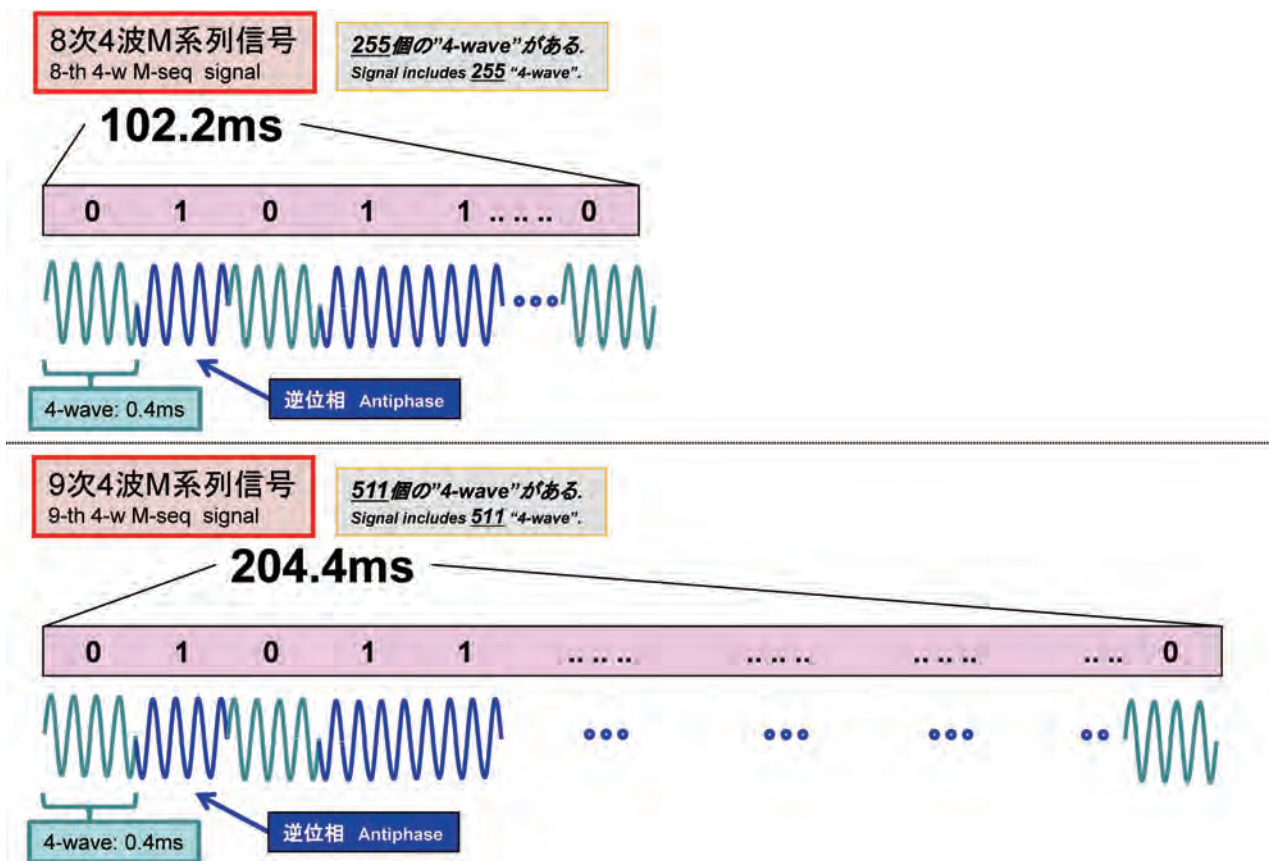 8次4波M系列信号
8-th 4-w M-seq signal
255個の"4-wave"がある.
Signal includes 255 "4-wave".
102.2ms
0 1 0 1 1 .. .. .. 0
4-wave: 0.4ms
逆位相 Antiphase
9次4波M系列信号
9-th 4-w M-seq signal
511個の"4-wave"がある.
Signal includes 511 "4-wave".
204.4ms
0 1 0 1 1 .. .. .. .. .. .. .. .. .. .. .. 0
4-wave: 0.4ms
逆位相 Antiphase